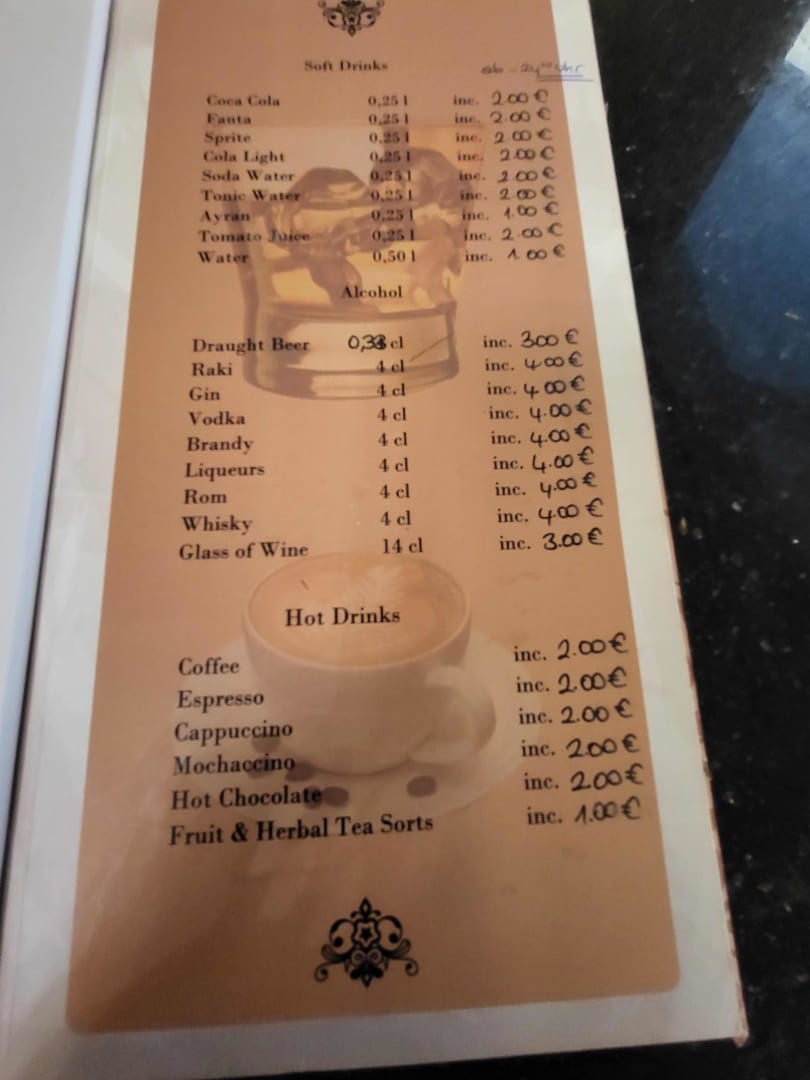 Soft Drinks ab - 24⁰⁰ Uhr
Coca Cola 0,25 l inc. 2.00 €
Fanta 0,25 l inc. 2.00 €
Sprite 0,25 l inc. 2.00 €
Cola Light 0,25 l inc. 2.00 €
Soda Water 0,25 l inc. 2.00 €
Tonic Water 0,25 l inc. 2.00 €
Ayran 0,25 l inc. 1.00 €
Tomato Juice 0,25 l inc. 2.00 €
Water 0,50 l inc. 1.00 €
Alcohol
Draught Beer 0,33 cl inc. 3.00 €
Raki 4 cl inc. 4.00 €
Gin 4 cl inc. 4.00 €
Vodka 4 cl inc. 4.00 €
Brandy 4 cl inc. 4.00 €
Liqueurs 4 cl inc. 4.00 €
Rom 4 cl inc. 4.00 €
Whisky 4 cl inc. 4.00 €
Glass of Wine 14 cl inc. 3.00 €
Hot Drinks
Coffee inc. 2.00 €
Espresso inc. 2.00 €
Cappuccino inc. 2.00 €
Mochaccino inc. 2.00 €
Hot Chocolate inc. 2.00 €
Fruit & Herbal Tea Sorts inc. 1.00 €